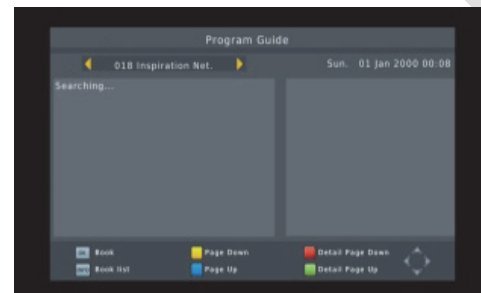 Program Guide
018 Inspiration Net.
Sun. 01 Jan 2000 00:08
Searching...
OK Book
Page Down
Detail Page Down
Book list
Page Up
Detail Page Up